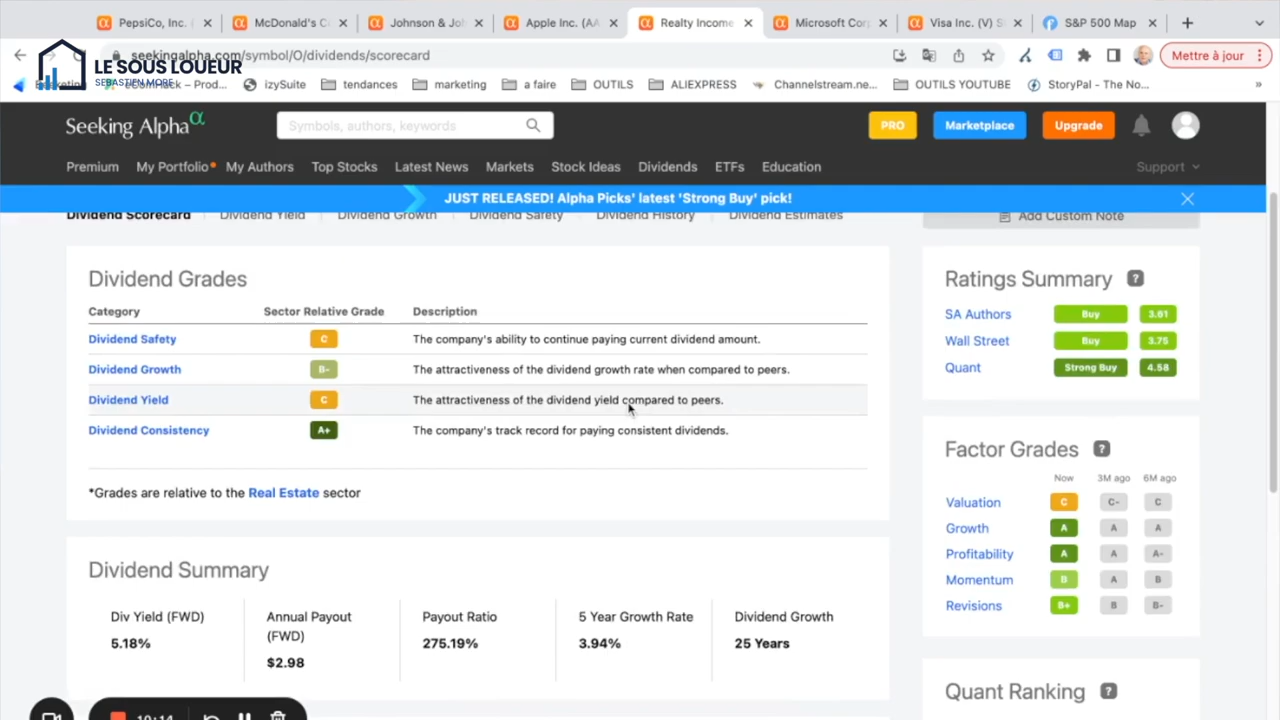 PepsiCo, Inc. (
McDonald's C
Johnson & Jol
Apple Inc. (AA
Realty Income
Microsoft Corp
Visa Inc. (V) S
S&P 500 Map
seekingalpha.com/symbol/O/dividends/scorecard
Mettre à jour
LE SOUS LOUEUR
SEBASTIEN MORE
Prod...
izySuite
tendances
marketing
a faire
OUTILS
ALIEXPRESS
Channelstream.ne...
OUTILS YOUTUBE
StoryPal - The No...
»
Seeking Alpha α
Symbols, authors, keywords
PRO
Marketplace
Upgrade
Premium
My Portfolio
My Authors
Top Stocks
Latest News
Markets
Stock Ideas
Dividends
ETFs
Education
Support
JUST RELEASED! Alpha Picks' latest 'Strong Buy' pick!
Dividend Scorecard
Dividend Yield
Dividend Growth
Dividend Safety
Dividend History
Dividend Estimates
Add Custom Note
Dividend Grades
Category Sector Relative Grade Description
Dividend Safety C The company's ability to continue paying current dividend amount.
Dividend Growth B- The attractiveness of the dividend growth rate when compared to peers.
Dividend Yield C The attractiveness of the dividend yield compared to peers.
Dividend Consistency A+ The company's track record for paying consistent dividends.
*Grades are relative to the Real Estate sector
Dividend Summary
Div Yield (FWD)
5.18%
Annual Payout
(FWD)
$2.98
Payout Ratio
275.19%
5 Year Growth Rate
3.94%
Dividend Growth
25 Years
Ratings Summary ?
SA Authors Buy 3.61
Wall Street Buy 3.75
Quant Strong Buy 4.58
Factor Grades ?
Now 3M ago 6M ago
Valuation C C- C
Growth A A A
Profitability A A A-
Momentum B A B
Revisions B+ B B-
Quant Ranking ?